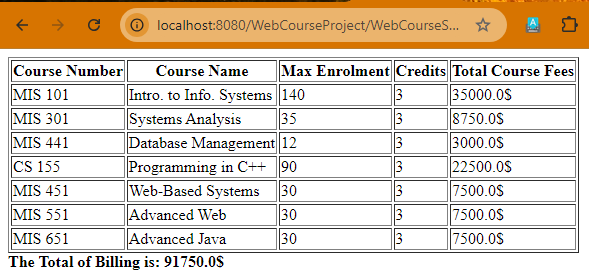 localhost:8080/WebCourseProject/WebCourseS...
Course Number Course Name Max Enrolment Credits Total Course Fees
MIS 101 Intro. to Info. Systems 140 3 35000.0$
MIS 301 Systems Analysis 35 3 8750.0$
MIS 441 Database Management 12 3 3000.0$
CS 155 Programming in C++ 90 3 22500.0$
MIS 451 Web-Based Systems 30 3 7500.0$
MIS 551 Advanced Web 30 3 7500.0$
MIS 651 Advanced Java 30 3 7500.0$
The Total of Billing is: 91750.0$